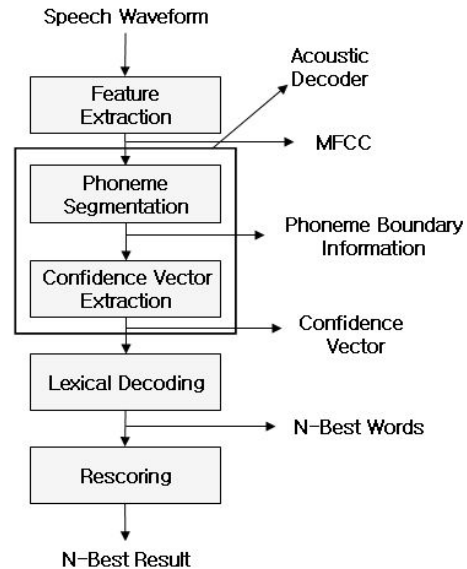 Speech Waveform
Acoustic
Decoder
Feature
Extraction
MFCC
Phoneme
Segmentation
Phoneme Boundary
Information
Confidence Vector
Extraction
Confidence
Vector
Lexical Decoding
N-Best Words
Rescoring
N-Best Result